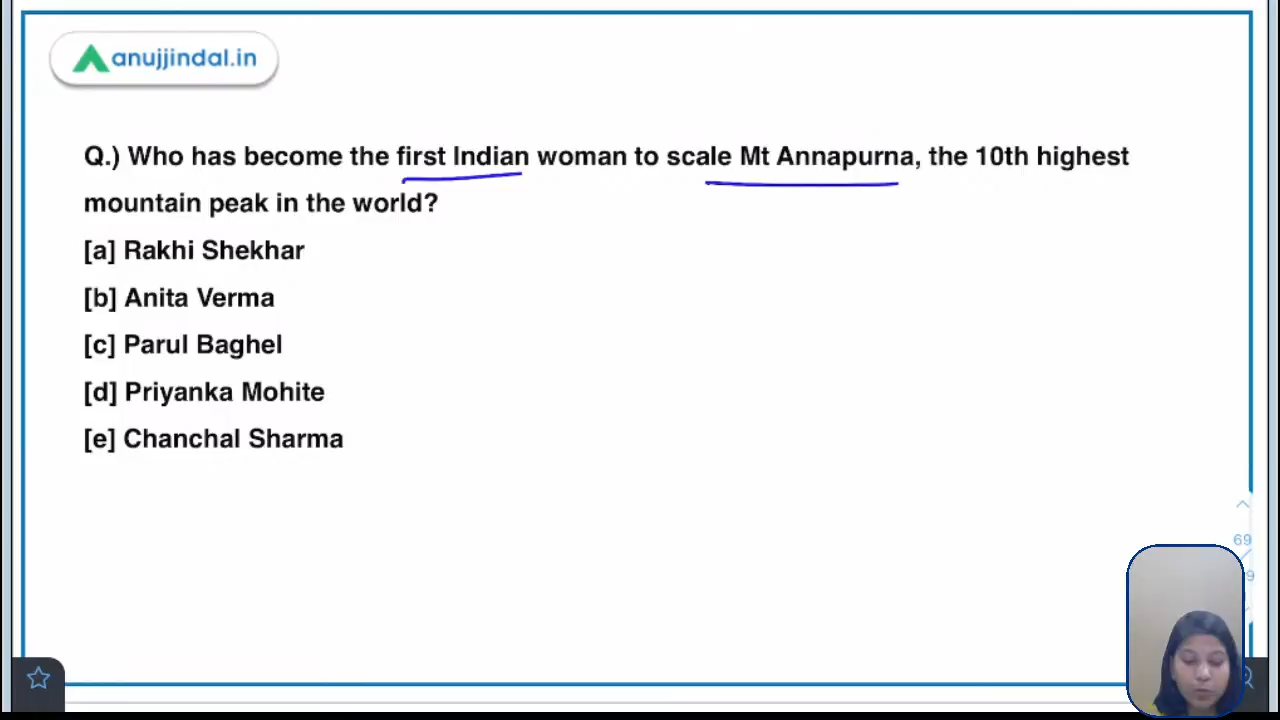 anujjindal.in
Q.) Who has become the first Indian woman to scale Mt Annapurna, the 10th highest
mountain peak in the world?
[a] Rakhi Shekhar
[b] Anita Verma
[c] Parul Baghel
[d] Priyanka Mohite
[e] Chanchal Sharma
69
9